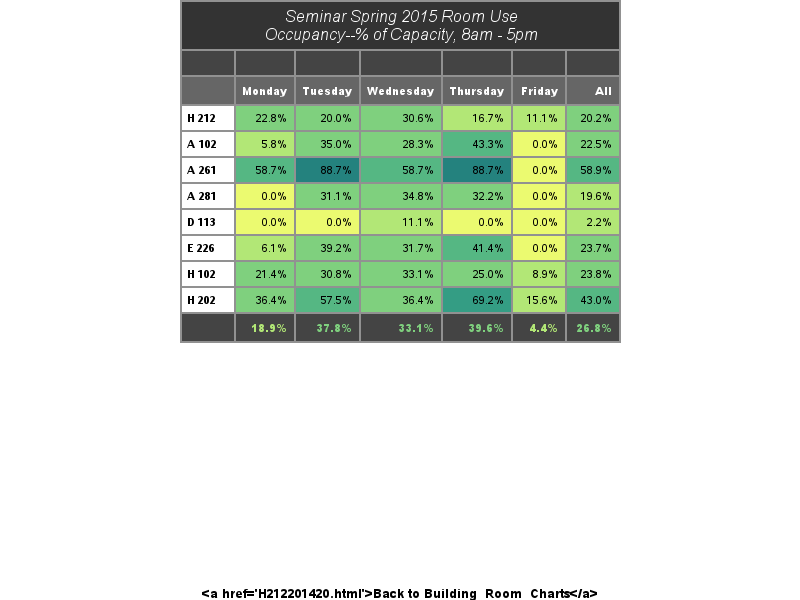 Seminar Spring 2015 Room Use
Occupancy--% of Capacity, 8am - 5pm
Monday Tuesday Wednesday Thursday Friday All
H 212 22.8% 20.0% 30.6% 16.7% 11.1% 20.2%
A 102 5.8% 35.0% 28.3% 43.3% 0.0% 22.5%
A 261 58.7% 88.7% 58.7% 88.7% 0.0% 58.9%
A 281 0.0% 31.1% 34.8% 32.2% 0.0% 19.6%
D 113 0.0% 0.0% 11.1% 0.0% 0.0% 2.2%
E 226 6.1% 39.2% 31.7% 41.4% 0.0% 23.7%
H 102 21.4% 30.8% 33.1% 25.0% 8.9% 23.8%
H 202 36.4% 57.5% 36.4% 69.2% 15.6% 43.0%
18.9% 37.8% 33.1% 39.6% 4.4% 26.8%
<a href='H212201420.html'>Back to Building_Room_Charts</a>